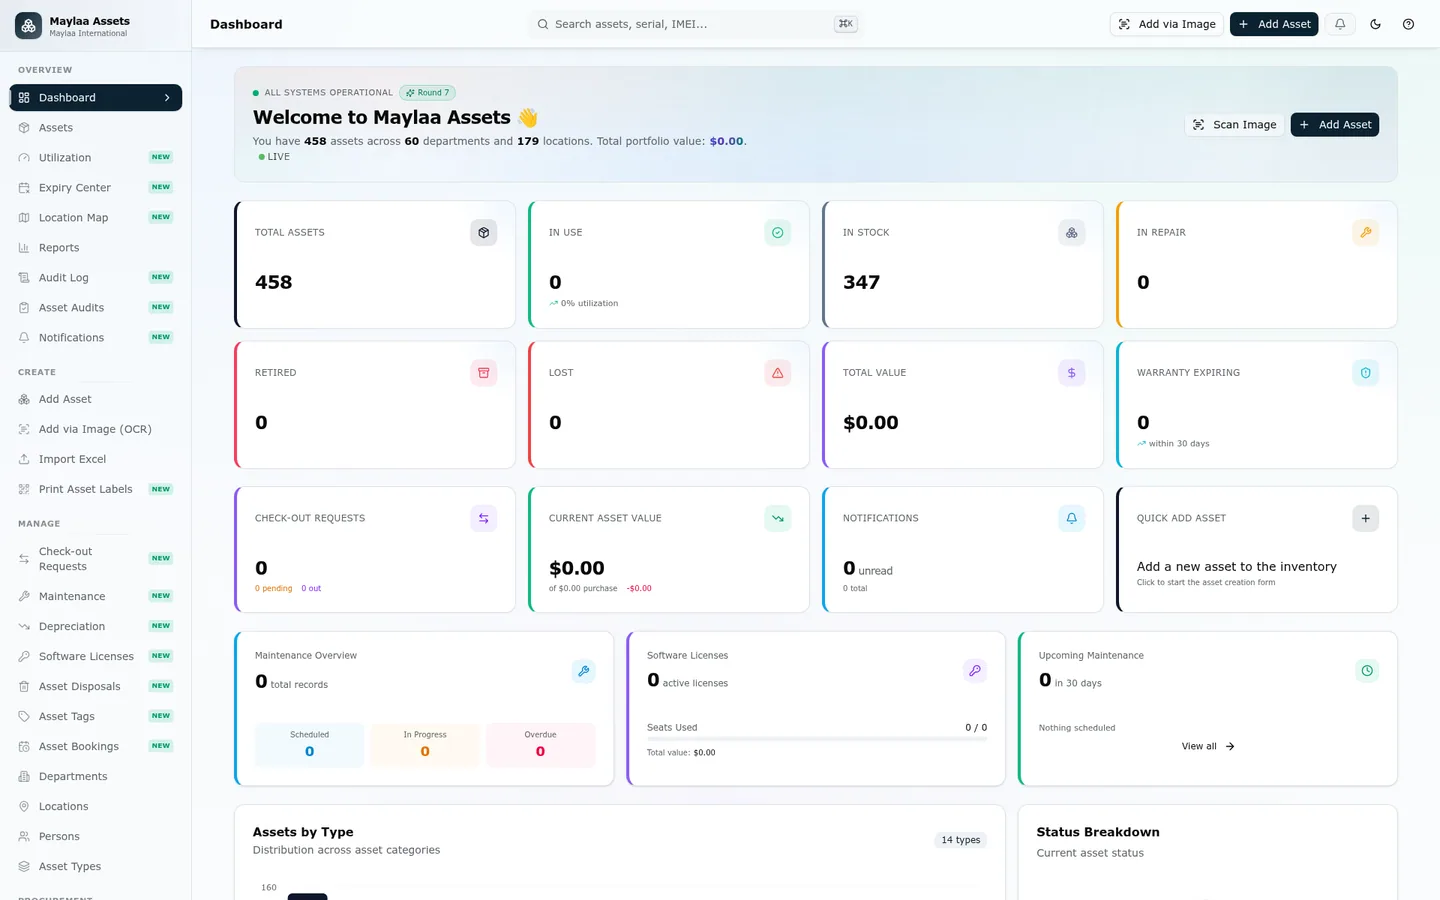 Maylaa Assets
Maylaa International
OVERVIEW
Dashboard
Assets
Utilization NEW
Expiry Center NEW
Location Map NEW
Reports
Audit Log NEW
Asset Audits NEW
Notifications NEW
CREATE
Add Asset
Add via Image (OCR)
Import Excel
Print Asset Labels NEW
MANAGE
Check-out
Requests NEW
Maintenance NEW
Depreciation NEW
Software Licenses NEW
Asset Disposals NEW
Asset Tags NEW
Asset Bookings NEW
Departments
Locations
Persons
Asset Types
PROCUREMENT
Dashboard
Search assets, serial, IMEI... ⌘K
Add via Image
Add Asset
ALL SYSTEMS OPERATIONAL Round 7
Welcome to Maylaa Assets 👋
You have 458 assets across 60 departments and 179 locations. Total portfolio value: $0.00.
LIVE
Scan Image
Add Asset
TOTAL ASSETS
458
IN USE
0
0% utilization
IN STOCK
347
IN REPAIR
0
RETIRED
0
LOST
0
TOTAL VALUE
$0.00
WARRANTY EXPIRING
0
within 30 days
CHECK-OUT REQUESTS
0
0 pending 0 out
CURRENT ASSET VALUE
$0.00
of $0.00 purchase -$0.00
NOTIFICATIONS
0 unread
0 total
QUICK ADD ASSET
Add a new asset to the inventory
Click to start the asset creation form
Maintenance Overview
0 total records
Scheduled
0
In Progress
0
Overdue
0
Software Licenses
0 active licenses
Seats Used 0 / 0
Total value: $0.00
Upcoming Maintenance
0 in 30 days
Nothing scheduled
View all
Assets by Type
Distribution across asset categories
14 types
160
Status Breakdown
Current asset status